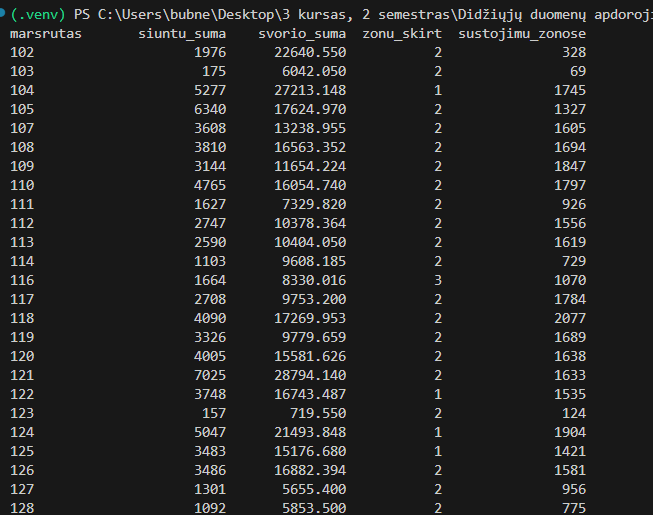 (.venv) PS C:\Users\bubne\Desktop\3 kursas, 2 semestras\Didžiųjų duomenų apdoroj
marsrutas siuntu_suma svorio_suma zonu_skirt sustojimu_zonose
102 1976 22640.550 2 328
103 175 6042.050 2 69
104 5277 27213.148 1 1745
105 6340 17624.970 2 1327
107 3608 13238.955 2 1605
108 3810 16563.352 2 1694
109 3144 11654.224 2 1847
110 4765 16054.740 2 1797
111 1627 7329.820 2 926
112 2747 10378.364 2 1556
113 2590 10404.050 2 1619
114 1103 9608.185 2 729
116 1664 8330.016 3 1070
117 2708 9753.200 2 1784
118 4090 17269.953 2 2077
119 3326 9779.659 2 1689
120 4005 15581.626 2 1638
121 7025 28794.140 2 1633
122 3748 16743.487 1 1535
123 157 719.550 2 124
124 5047 21493.848 1 1904
125 3483 15176.680 1 1421
126 3486 16882.394 2 1581
127 1301 5655.400 2 956
128 1092 5853.500 2 775